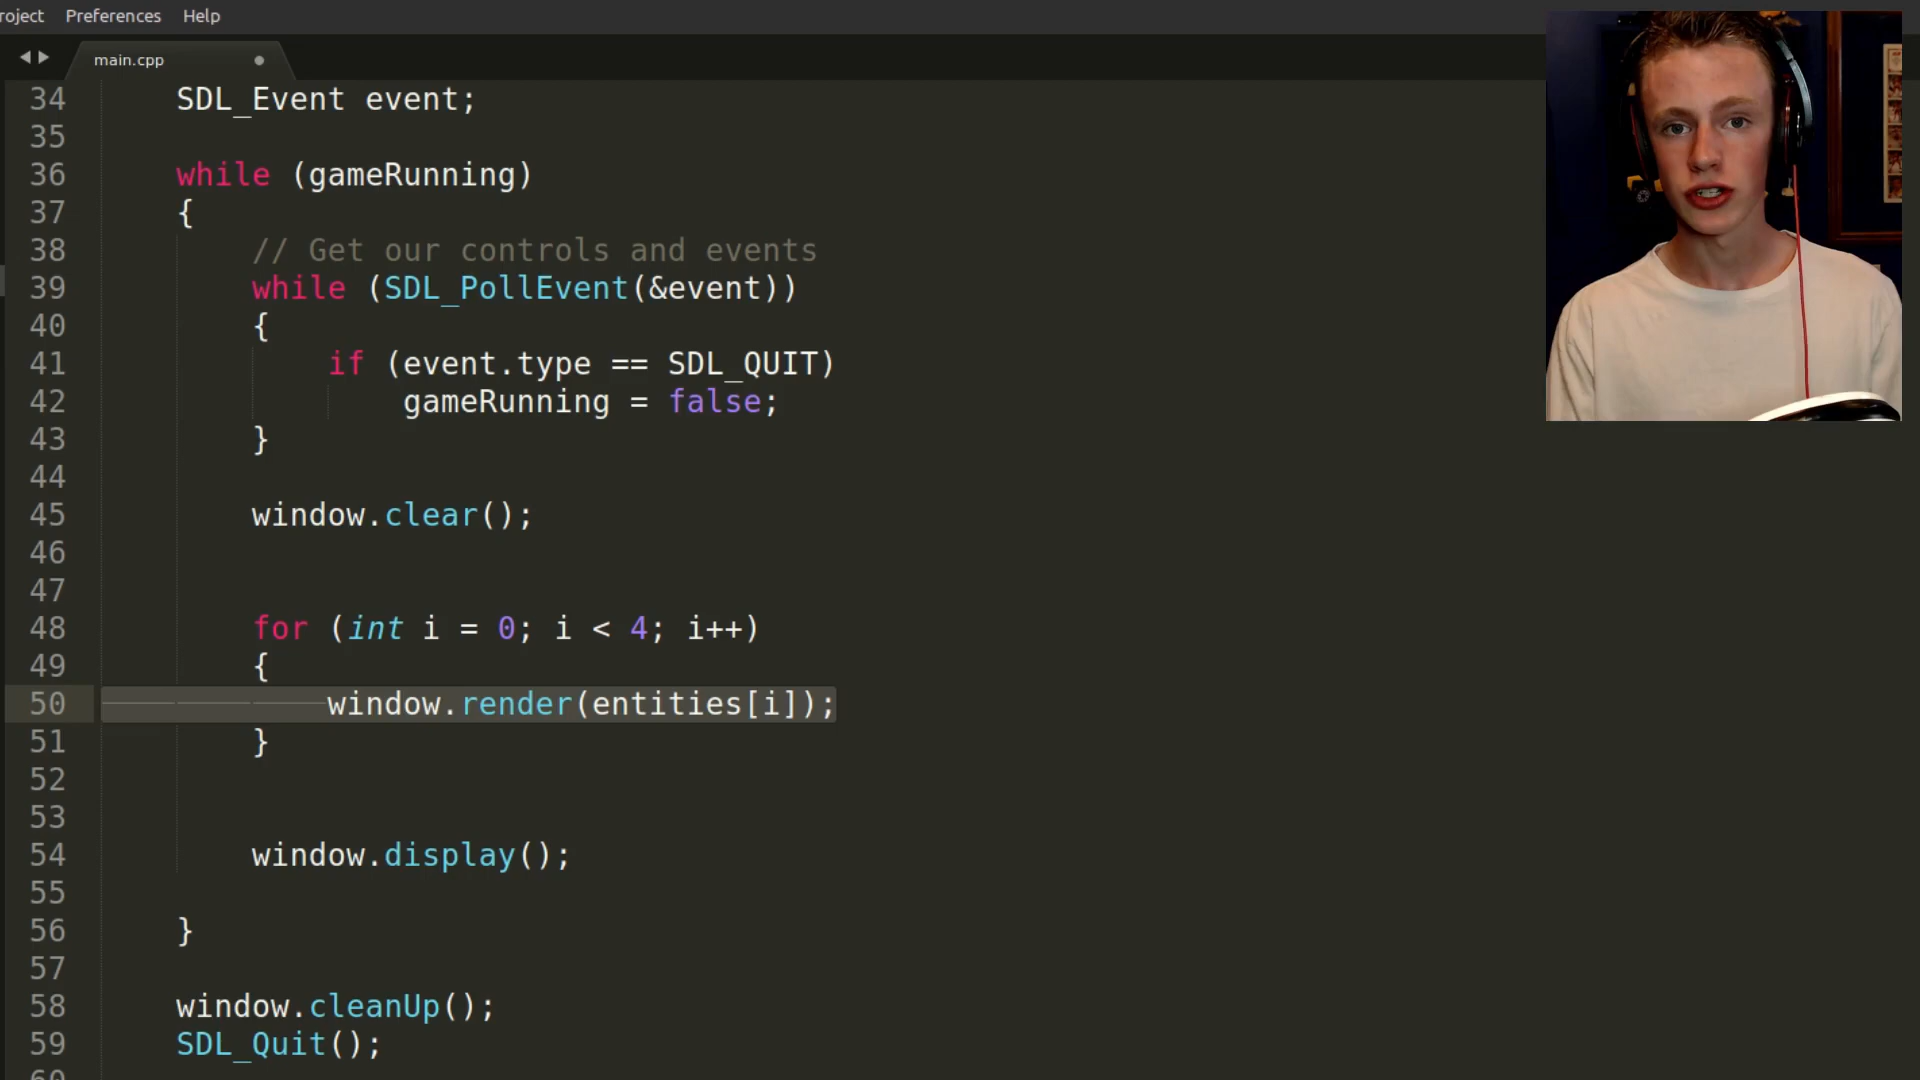 Preferences Help
main.cpp
34 SDL_Event event;
35
36 while (gameRunning)
37 {
38 // Get our controls and events
39 while (SDL_PollEvent(&event))
40 {
41 if (event.type == SDL_QUIT)
42 gameRunning = false;
43 }
44
45 window.clear();
46
47
48 for (int i = 0; i < 4; i++)
49 {
50 window.render(entities[i]);
51 }
52
53
54 window.display();
55
56 }
57
58 window.cleanUp();
59 SDL_Quit();